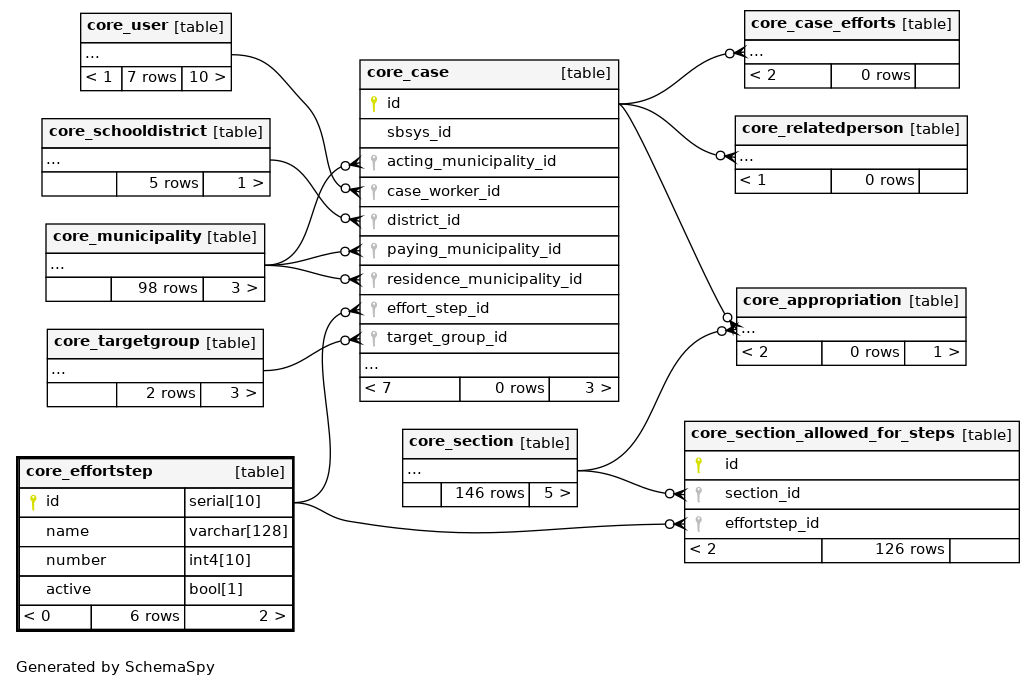 core_user [table]
...
< 1 7 rows 10 >
core_schooldistrict [table]
...
5 rows 1 >
core_municipality [table]
...
98 rows 3 >
core_targetgroup [table]
...
2 rows 3 >
core_effortstep [table]
id serial[10]
name varchar[128]
number int4[10]
active bool[1]
< 0 6 rows 2 >
core_case [table]
id
sbsys_id
acting_municipality_id
case_worker_id
district_id
paying_municipality_id
residence_municipality_id
effort_step_id
target_group_id
...
< 7 0 rows 3 >
core_section [table]
...
146 rows 5 >
core_case_efforts [table]
...
< 2 0 rows
core_relatedperson [table]
...
< 1 0 rows
core_appropriation [table]
...
< 2 0 rows 1 >
core_section_allowed_for_steps [table]
id
section_id
effortstep_id
< 2 126 rows
Generated by SchemaSpy